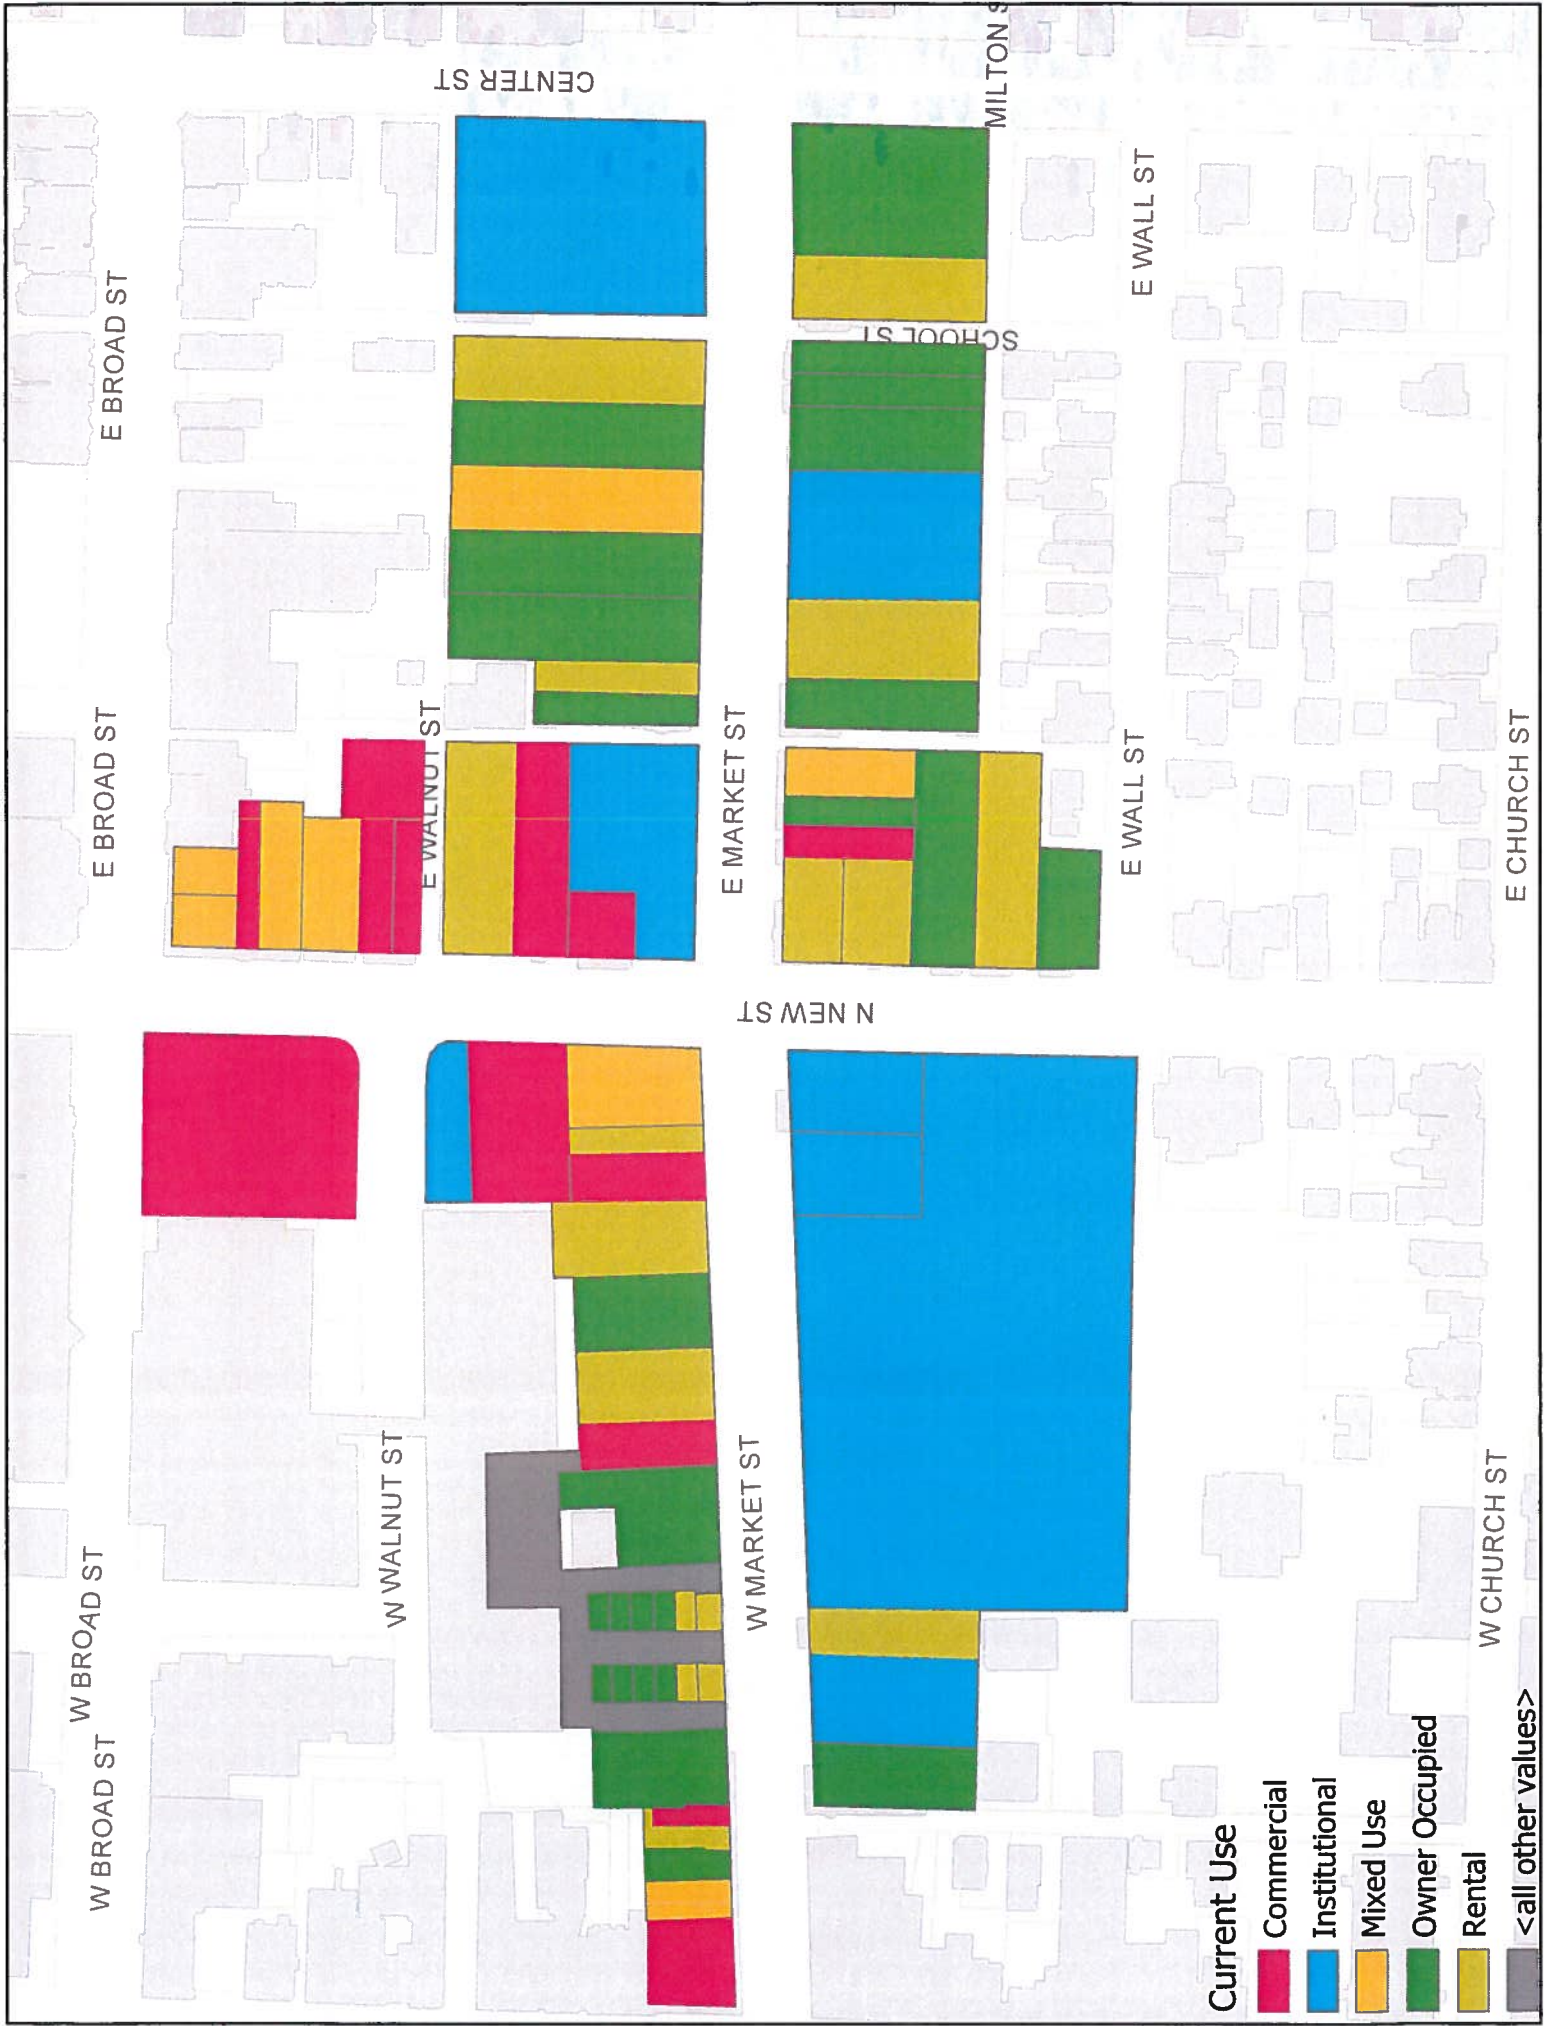 E BROAD ST
E BROAD ST
W BROAD ST
W BROAD ST
CENTER ST
E WALNUT ST
W WALNUT ST
E MARKET ST
W MARKET ST
N NEW ST
SCHOOL ST
MILTON S
E WALL ST
E WALL ST
E CHURCH ST
W CHURCH ST
Current Use
Commercial
Institutional
Mixed Use
Owner Occupied
Rental
<all other values>